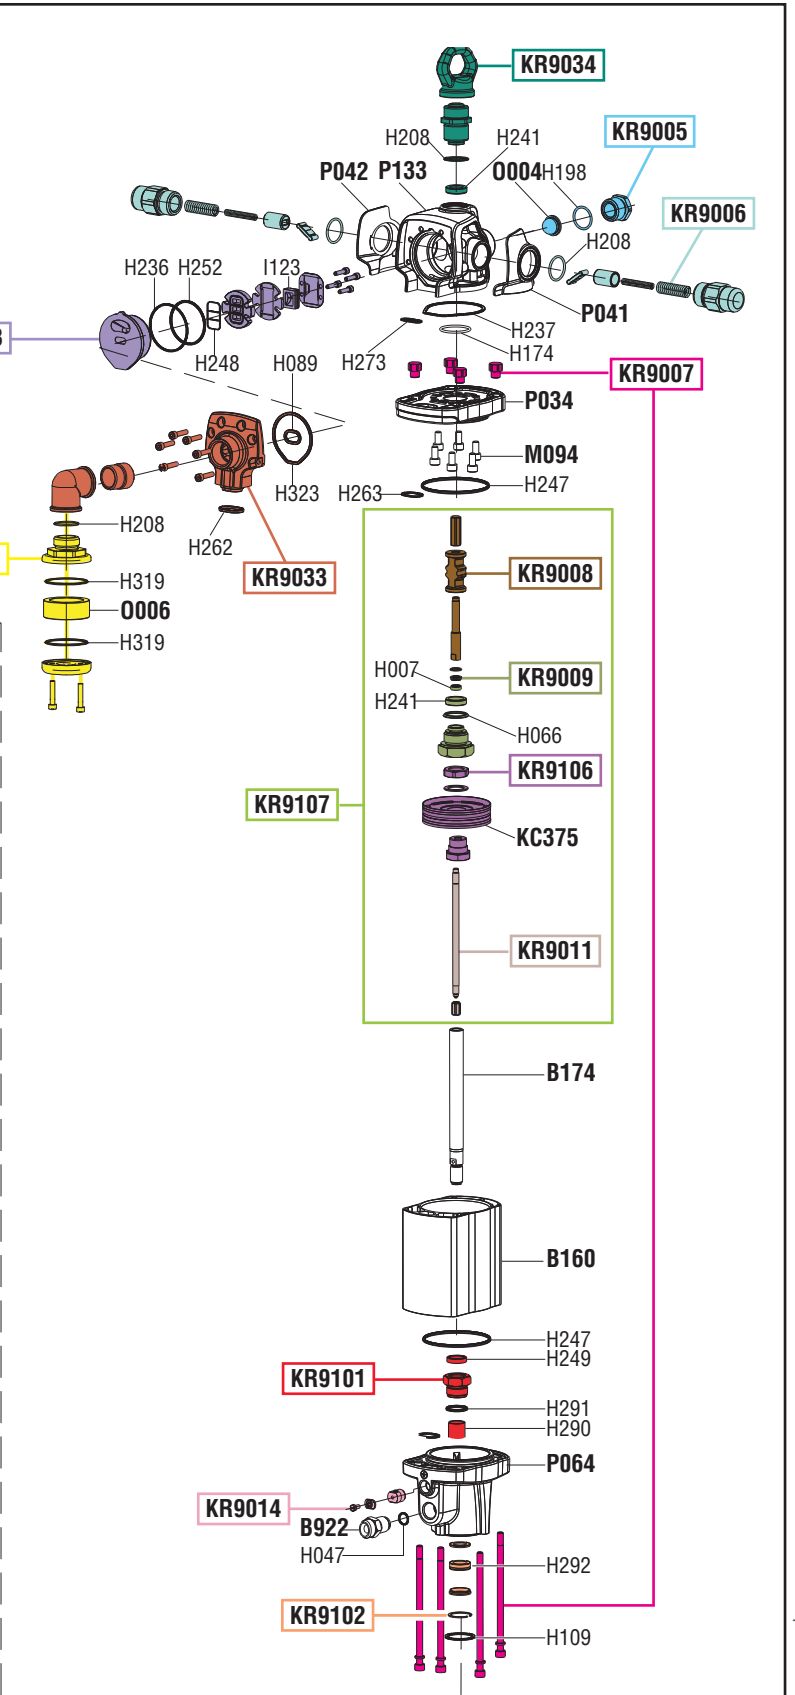 KR9034
H208
H241
KR9005
P042
P133
O004
H198
KR9006
H208
H236
H252
I123
P041
H237
H273
H174
H248
H089
KR9007
P034
M094
H323
H263
H247
H208
H262
KR9033
KR9008
H319
O006
H319
H007
KR9009
H241
H066
KR9106
KR9107
KC375
KR9011
B174
B160
H247
H249
KR9101
H291
H290
P064
KR9014
B922
H047
H292
KR9102
H109